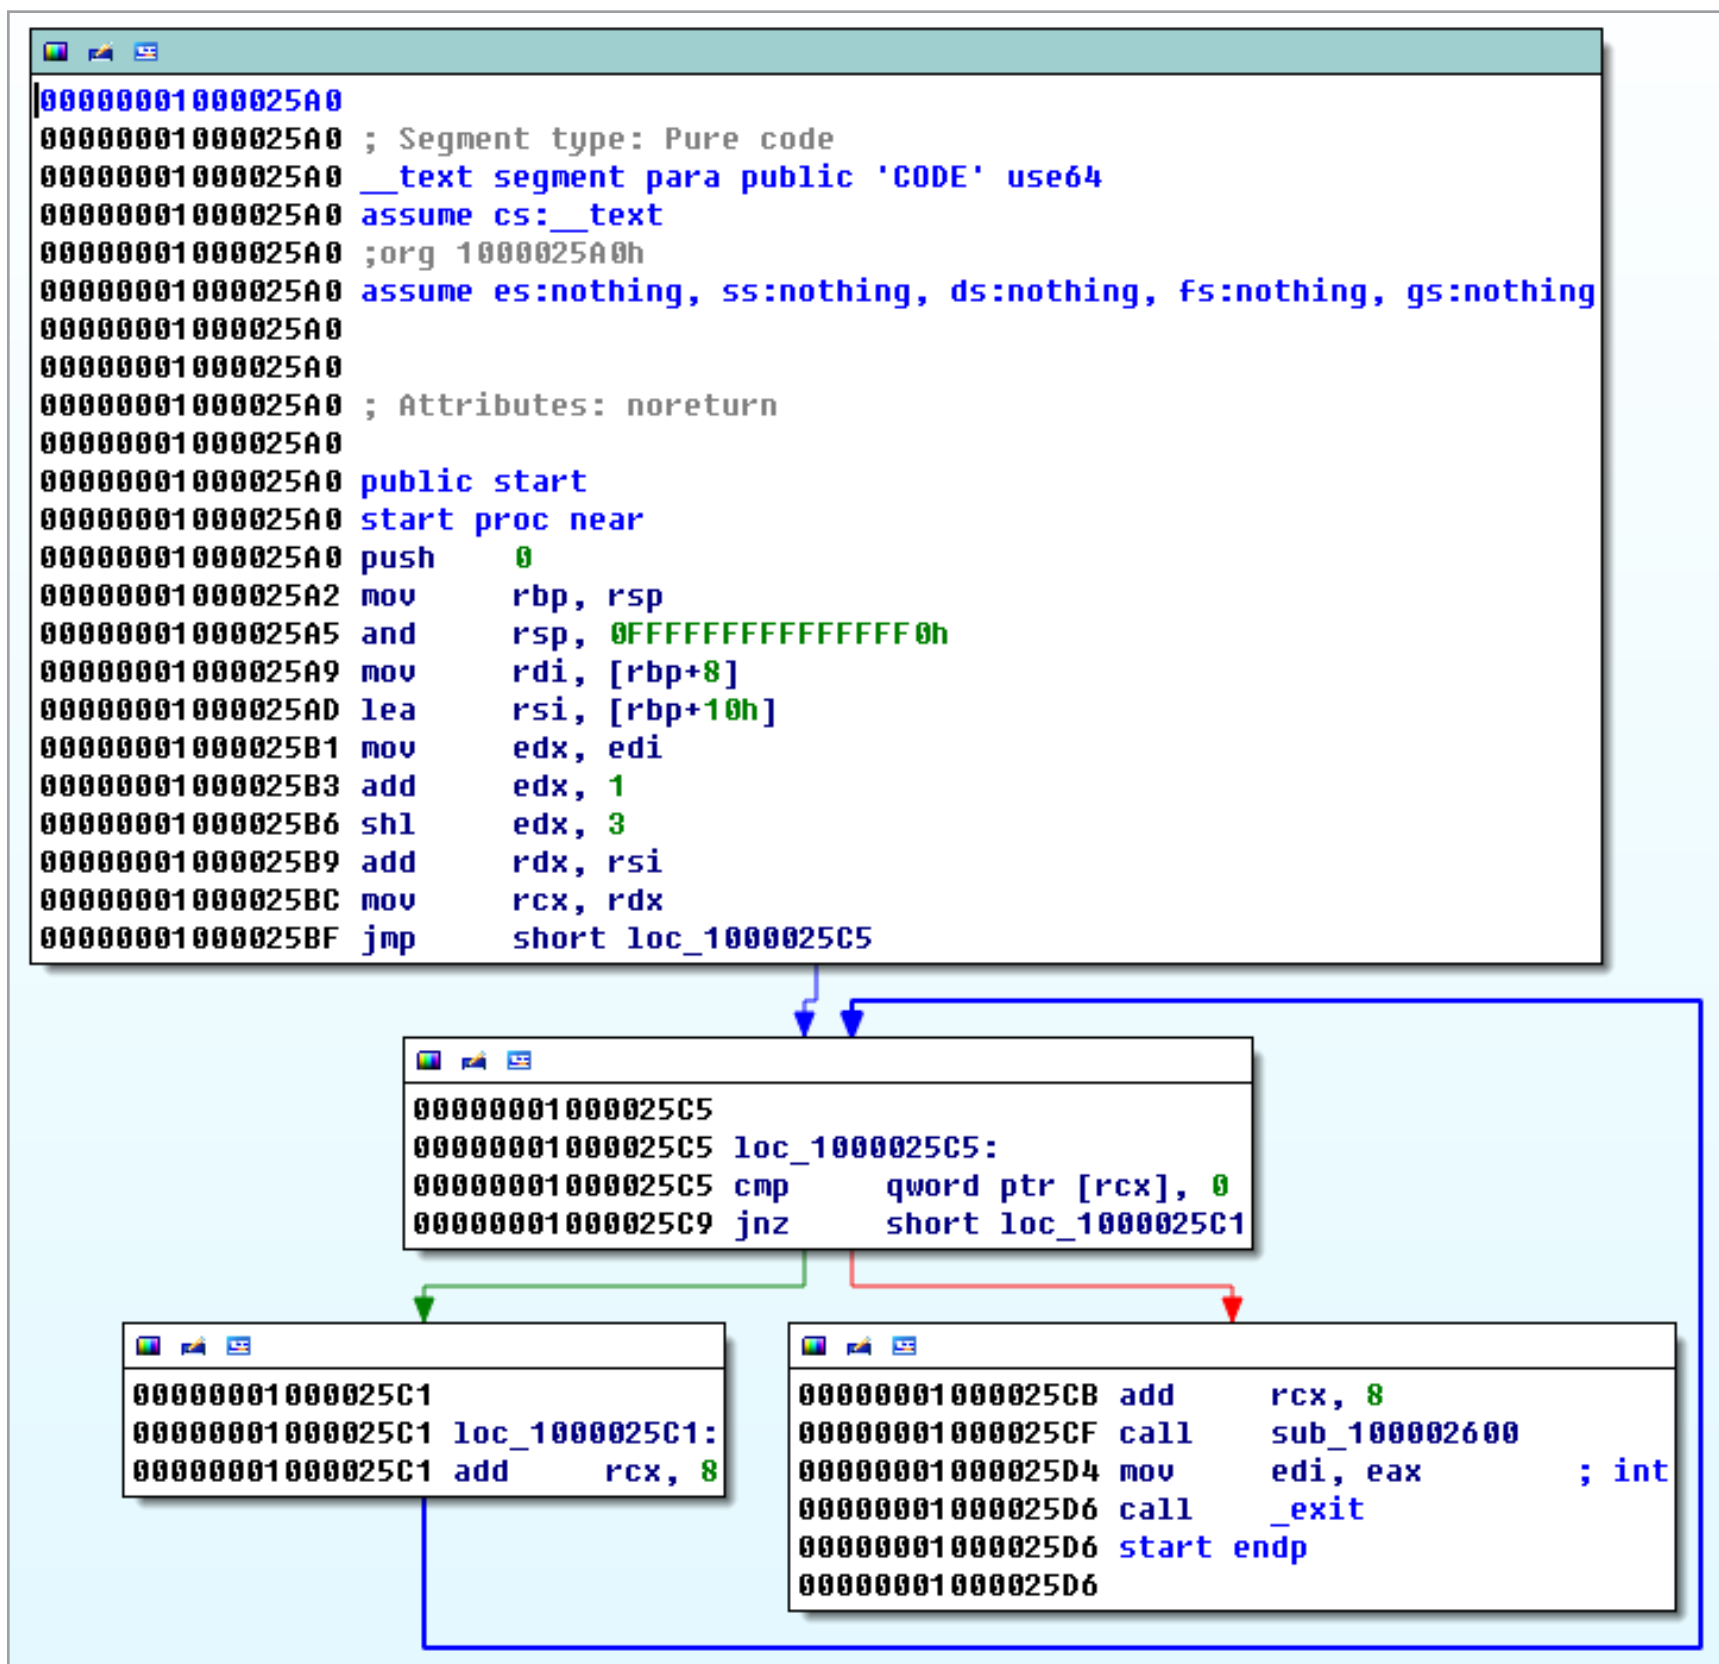 00000001000025A0
00000001000025A0 ; Segment type: Pure code
00000001000025A0 __text segment para public 'CODE' use64
00000001000025A0 assume cs:__text
00000001000025A0 ;org 1000025A0h
00000001000025A0 assume es:nothing, ss:nothing, ds:nothing, fs:nothing, gs:nothing
00000001000025A0
00000001000025A0
00000001000025A0 ; Attributes: noreturn
00000001000025A0
00000001000025A0 public start
00000001000025A0 start proc near
00000001000025A0 push 0
00000001000025A2 mov rbp, rsp
00000001000025A5 and rsp, 0FFFFFFFFFFFFFFF0h
00000001000025A9 mov rdi, [rbp+8]
00000001000025AD lea rsi, [rbp+10h]
00000001000025B1 mov edx, edi
00000001000025B3 add edx, 1
00000001000025B6 shl edx, 3
00000001000025B9 add rdx, rsi
00000001000025BC mov rcx, rdx
00000001000025BF jmp short loc_1000025C5
00000001000025C5
00000001000025C5 loc_1000025C5:
00000001000025C5 cmp qword ptr [rcx], 0
00000001000025C9 jnz short loc_1000025C1
00000001000025C1
00000001000025C1 loc_1000025C1:
00000001000025C1 add rcx, 8
00000001000025CB add rcx, 8
00000001000025CF call sub_100002600
00000001000025D4 mov edi, eax ; int
00000001000025D6 call _exit
00000001000025D6 start endp
00000001000025D6